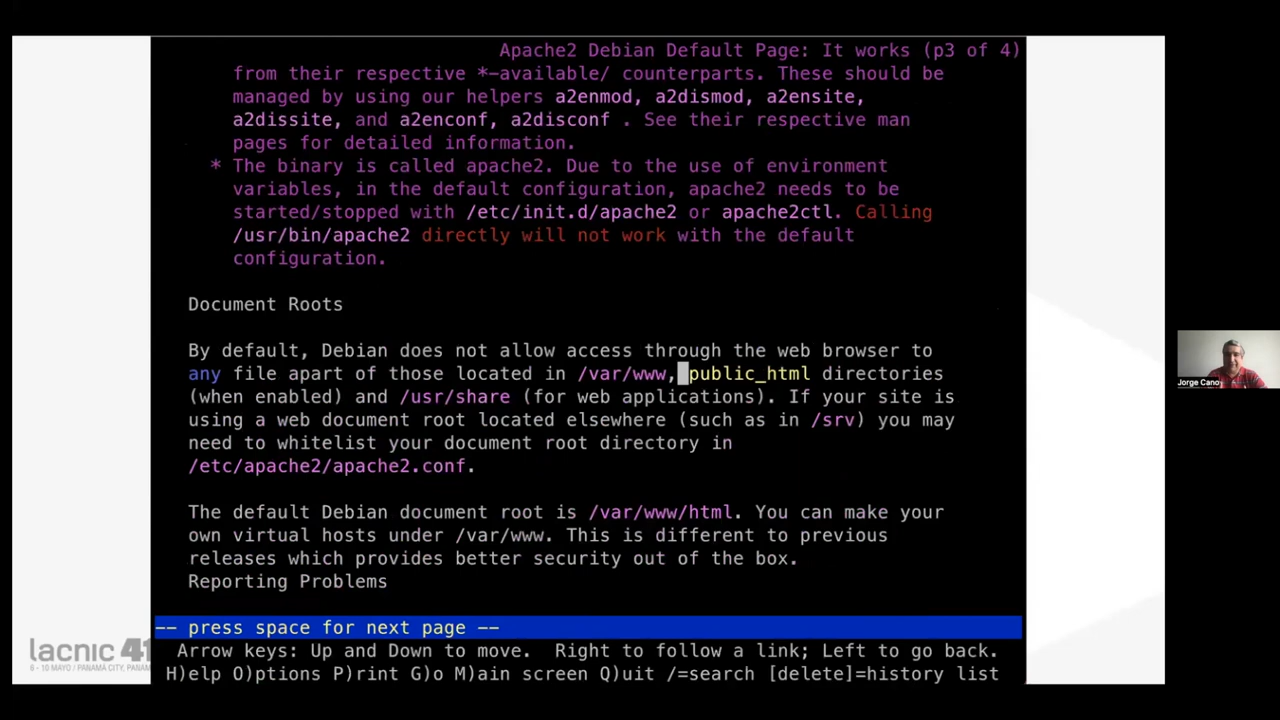 Apache2 Debian Default Page: It works (p3 of 4)
from their respective *-available/ counterparts. These should be
managed by using our helpers a2enmod, a2dismod, a2ensite,
a2dissite, and a2enconf, a2disconf . See their respective man
pages for detailed information.
* The binary is called apache2. Due to the use of environment
variables, in the default configuration, apache2 needs to be
started/stopped with /etc/init.d/apache2 or apache2ctl. Calling
/usr/bin/apache2 directly will not work with the default
configuration.
Document Roots
By default, Debian does not allow access through the web browser to
any file apart of those located in /var/www, public_html directories
(when enabled) and /usr/share (for web applications). If your site is
using a web document root located elsewhere (such as in /srv) you may
need to whitelist your document root directory in
/etc/apache2/apache2.conf.
The default Debian document root is /var/www/html. You can make your
own virtual hosts under /var/www. This is different to previous
releases which provides better security out of the box.
Reporting Problems
-- press space for next page --
Arrow keys: Up and Down to move. Right to follow a link; Left to go back.
H)elp O)ptions P)rint G)o M)ain screen Q)uit /=search [delete]=history list
lacnic 41
6 - 10 MAYO / PANAMÁ CITY, PANAM
Jorge Cano